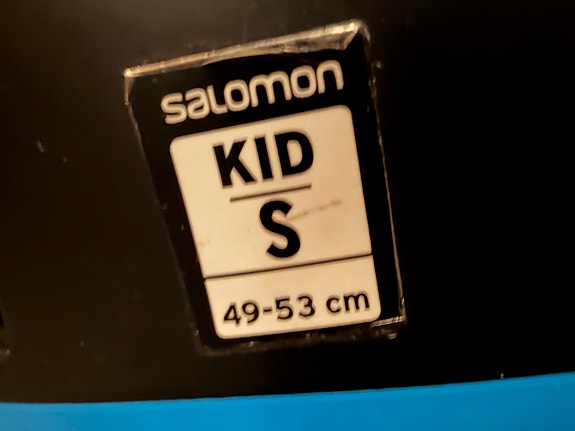 salomon
KID
S
49-53 cm